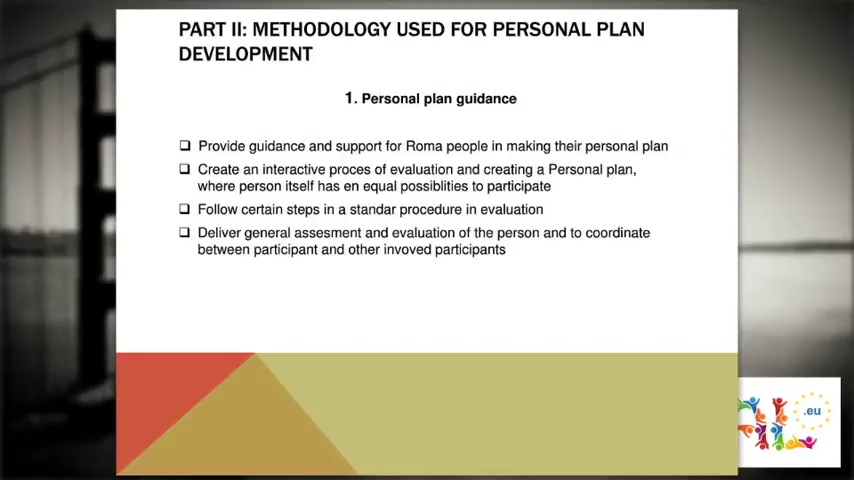 PART II: METHODOLOGY USED FOR PERSONAL PLAN
DEVELOPMENT
1. Personal plan guidance
Provide guidance and support for Roma people in making their personal plan
Create an interactive proces of evaluation and creating a Personal plan,
where person itself has en equal possiblities to participate
Follow certain steps in a standar procedure in evaluation
Deliver general assesment and evaluation of the person and to coordinate
between participant and other invoved participants
.eu